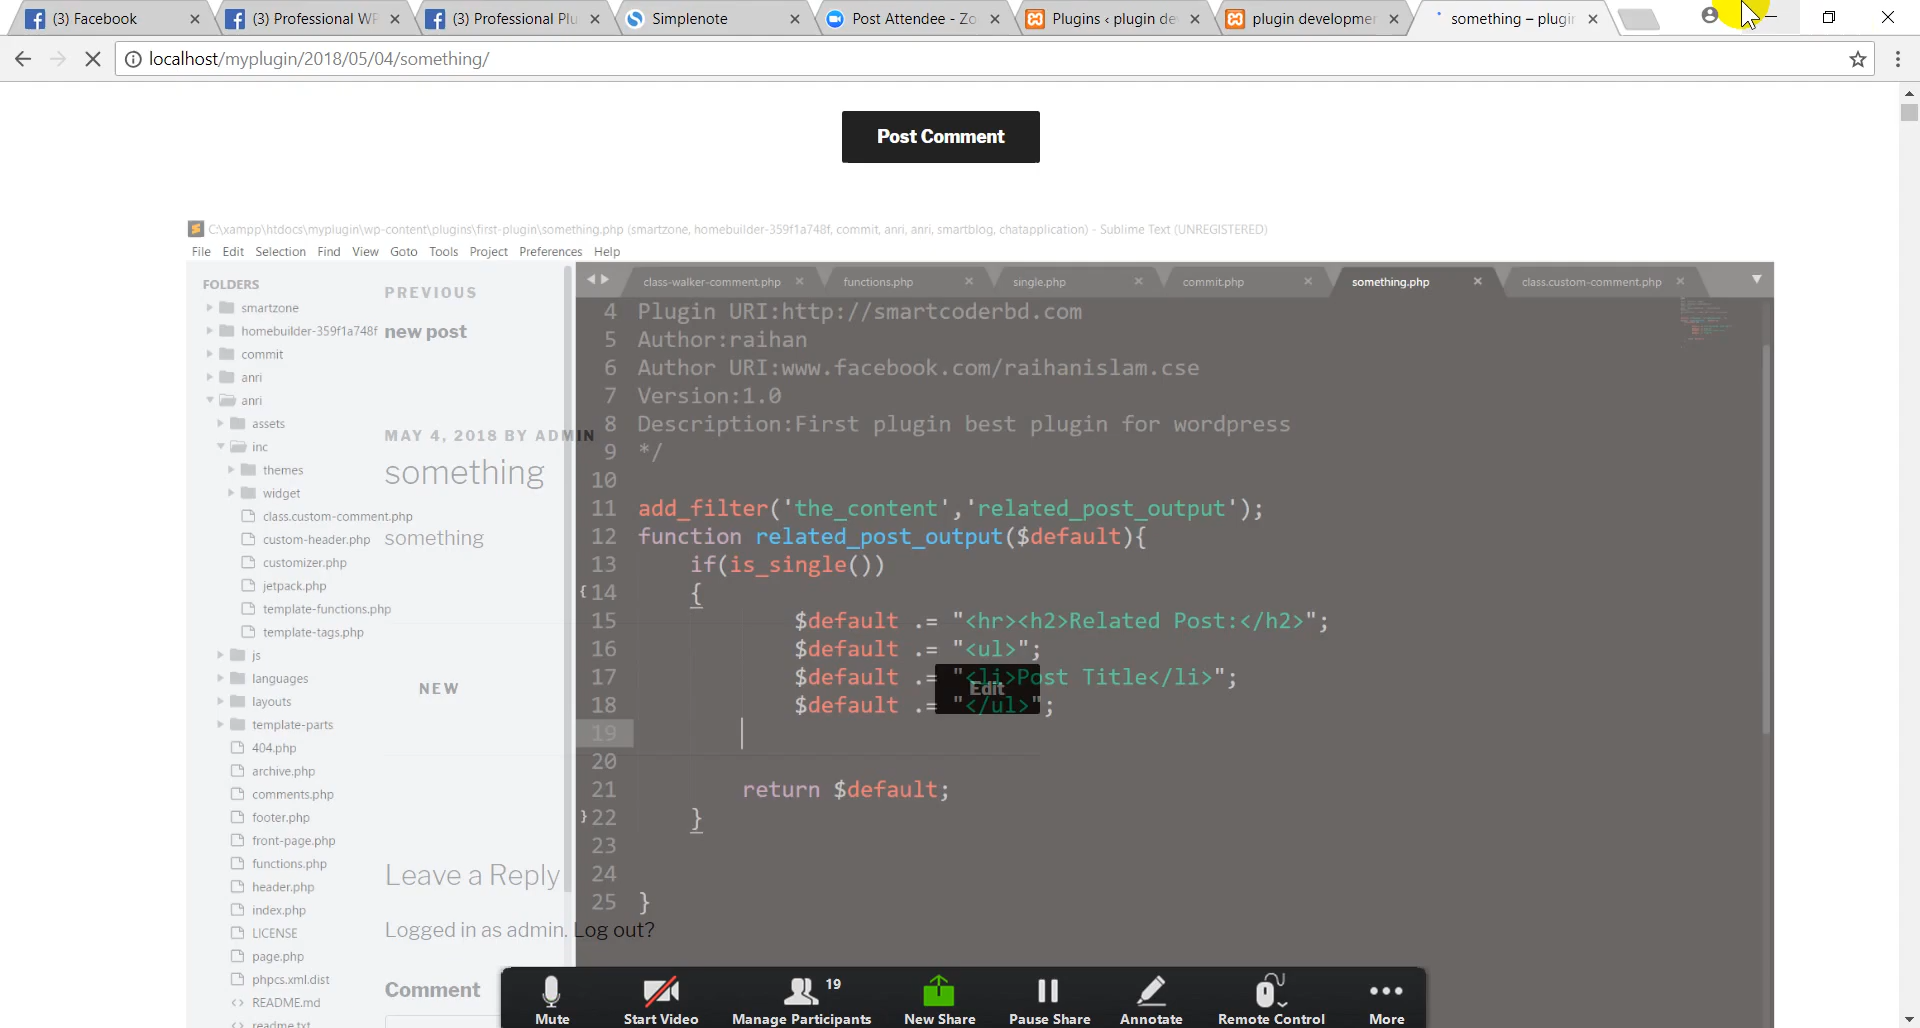 (3) Facebook
(3) Professional WP
(3) Professional Plu
Simplenote
Post Attendee - Zo
Plugins ‹ plugin de
plugin developmen
something – plugin
localhost/myplugin/2018/05/04/something/
Post Comment
C:\xampp\htdocs\myplugin\wp-content\plugins\first-plugin\something.php (smartzone, homebuilder-359f1a748f, commit, anri, anri, smartblog, chatapplication) - Sublime Text (UNREGISTERED)
File Edit Selection Find View Goto Tools Project Preferences Help
FOLDERS
smartzone
homebuilder-359f1a748f
commit
anri
anri
assets
inc
themes
widget
class.custom-comment.php
custom-header.php
customizer.php
jetpack.php
template-functions.php
template-tags.php
js
languages
layouts
template-parts
404.php
archive.php
comments.php
footer.php
front-page.php
functions.php
header.php
index.php
LICENSE
page.php
phpcs.xml.dist
README.md
readme.txt
PREVIOUS
new post
MAY 4, 2018 BY ADMIN
something
something
NEW
Edit
Leave a Reply
Logged in as admin. Log out?
Comment
class-walker-comment.php
functions.php
single.php
commit.php
something.php
class.custom-comment.php
4 Plugin URI:http://smartcoderbd.com
5 Author:raihan
6 Author URI:www.facebook.com/raihanislam.cse
7 Version:1.0
8 Description:First plugin best plugin for wordpress
9 */
10
11 add_filter('the_content','related_post_output');
12 function related_post_output($default){
13 if(is_single())
14 {
15 $default .= "<hr><h2>Related Post:</h2>";
16 $default .= "<ul>";
17 $default .= "<li>Post Title</li>";
18 $default .= "</ul>";
19
20
21 return $default;
22 }
23
24
25 }
Mute
Start Video
19
Manage Participants
New Share
Pause Share
Annotate
Remote Control
More